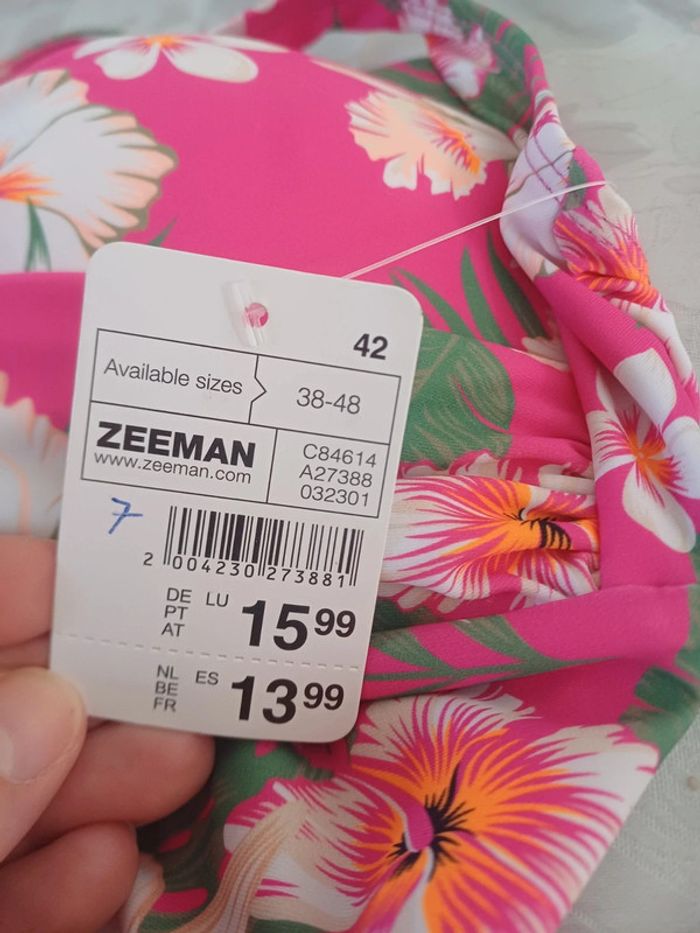 42
Available sizes 38-48
ZEEMAN
www.zeeman.com
C84614
A27388
032301
7
2 004230 273881
DE LU
PT
AT
15 99
NL ES
BE
FR
13 99